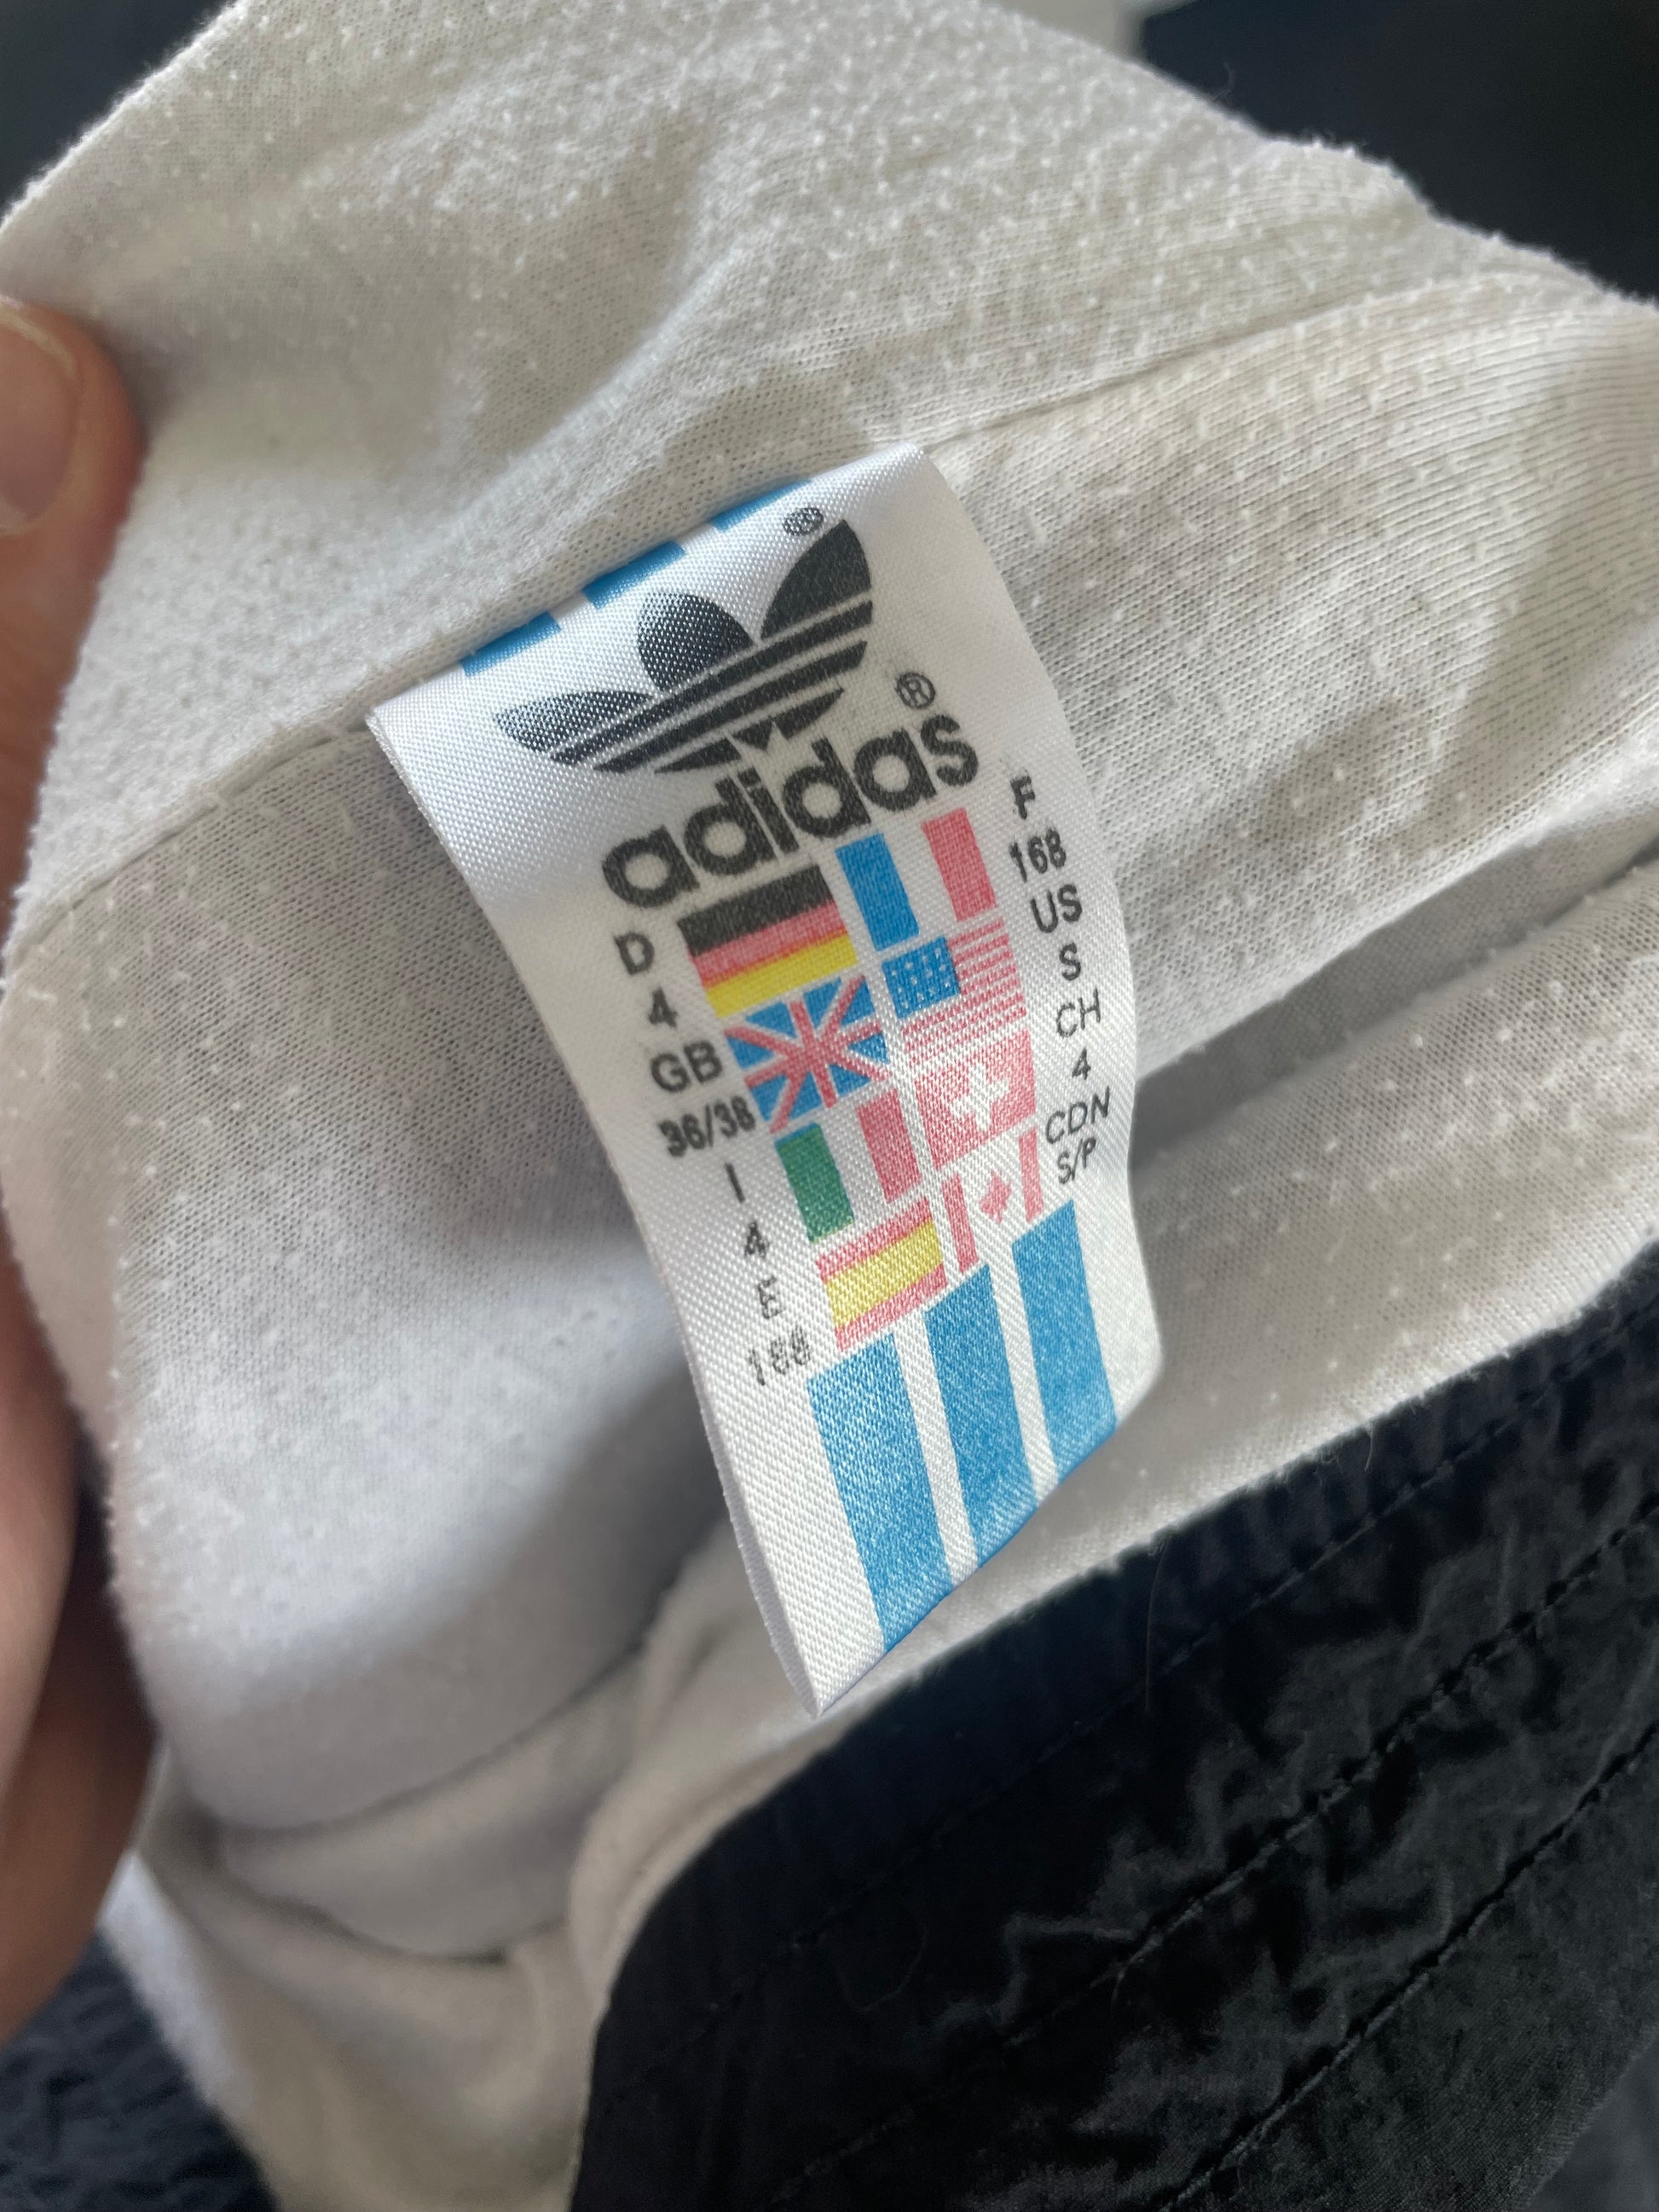 ®
adidas®
D
4
GB
36/38
I
4
E
168
F
168
US
S
CH
4
CDN
S/P